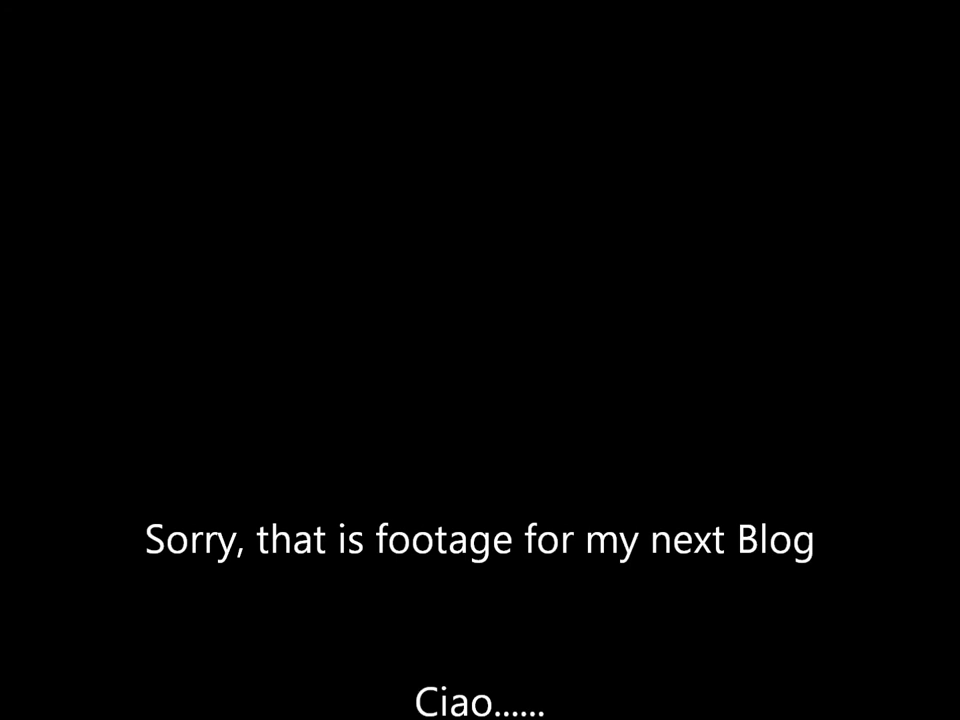 Sorry, that is footage for my next Blog
Ciao......